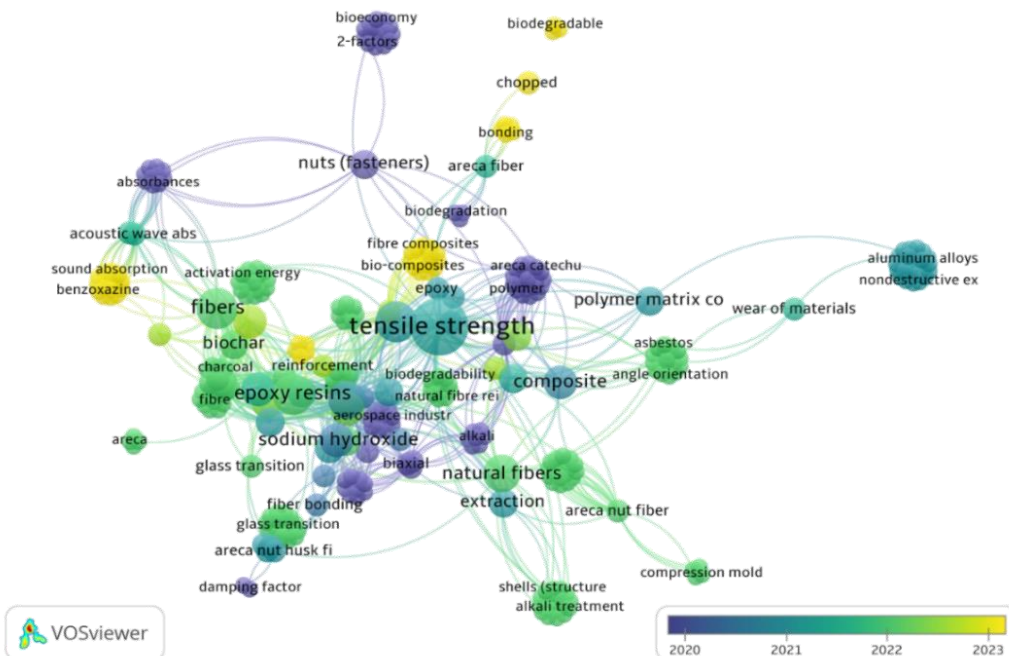 bioeconomy
2-factors
biodegradable
chopped
bonding
nuts (fasteners)
areca fiber
absorbances
biodegradation
acoustic wave abs
fibre composites
sound absorption
activation energy
bio-composites
areca catechu
aluminum alloys
benzoxazine
epoxy
polymer
nondestructive ex
fibers
polymer matrix co
wear of materials
tensile strength
biochar
asbestos
charcoal
reinforcement
biodegradability
angle orientation
fibre
epoxy resins
natural fibre rei
composite
aerospace industr
areca
sodium hydroxide
alkali
glass transition
biaxial
natural fibers
fiber bonding
extraction
areca nut fiber
glass transition
areca nut husk fi
compression mold
damping factor
shells (structure
alkali treatment
VOSviewer
2020 2021 2022 2023